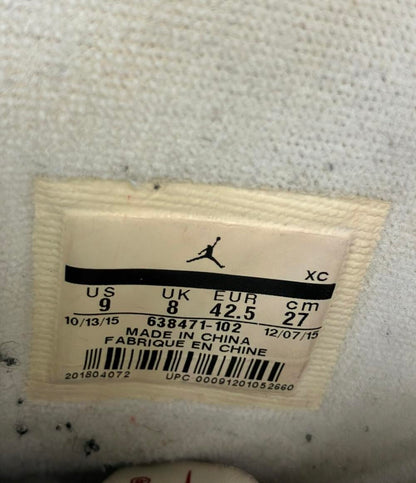 XC
US UK EUR cm
9 8 42.5 27
10/13/15 638471-102 12/07/15
MADE IN CHINA
FABRIQUE EN CHINE
201804072 UPC 00091201052660